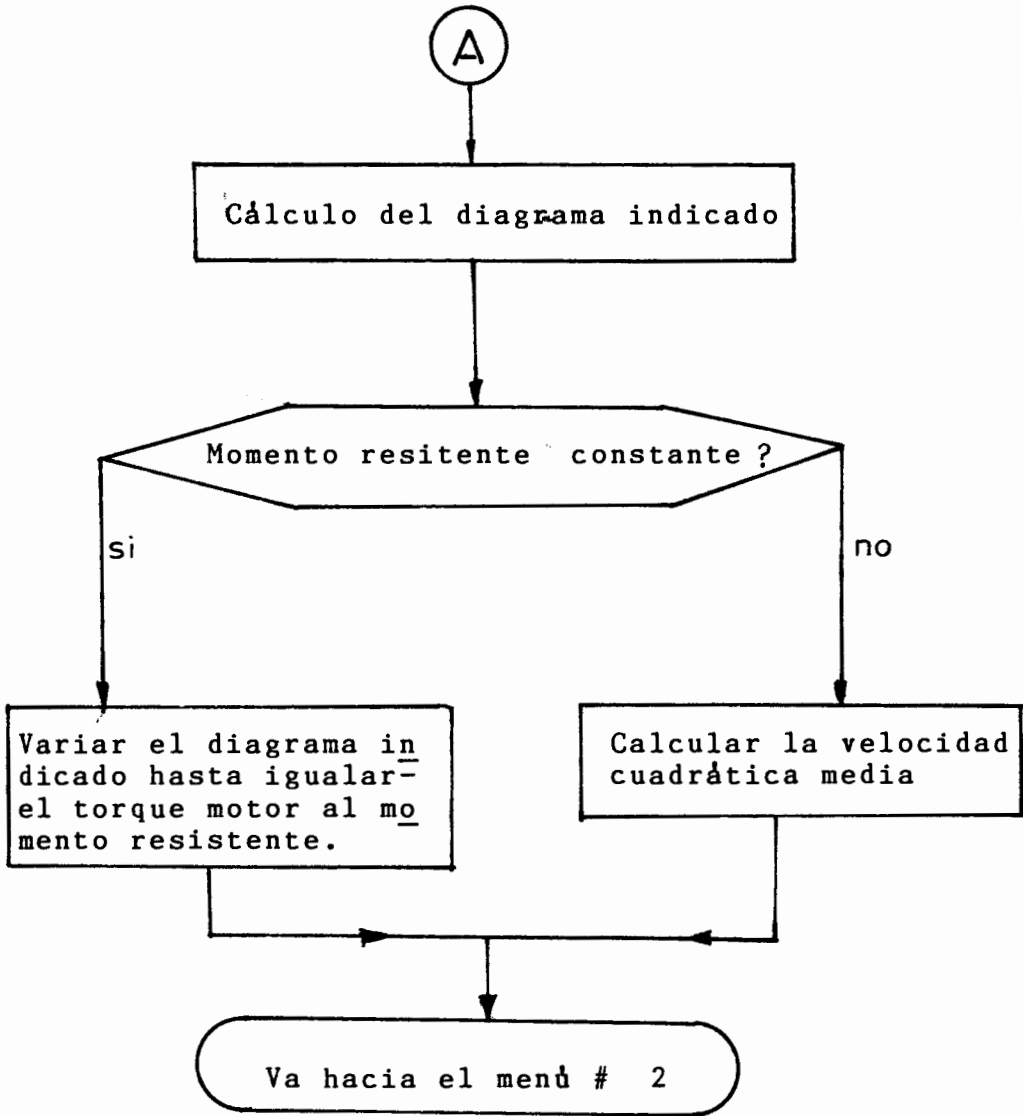 A
Cálculo del diagrama indicado
Momento resitente constante ?
si
no
Variar el diagrama in
dicado hasta igualar-
el torque motor al mo
mento resistente.
Calcular la velocidad
cuadrática media
Va hacia el menú # 2